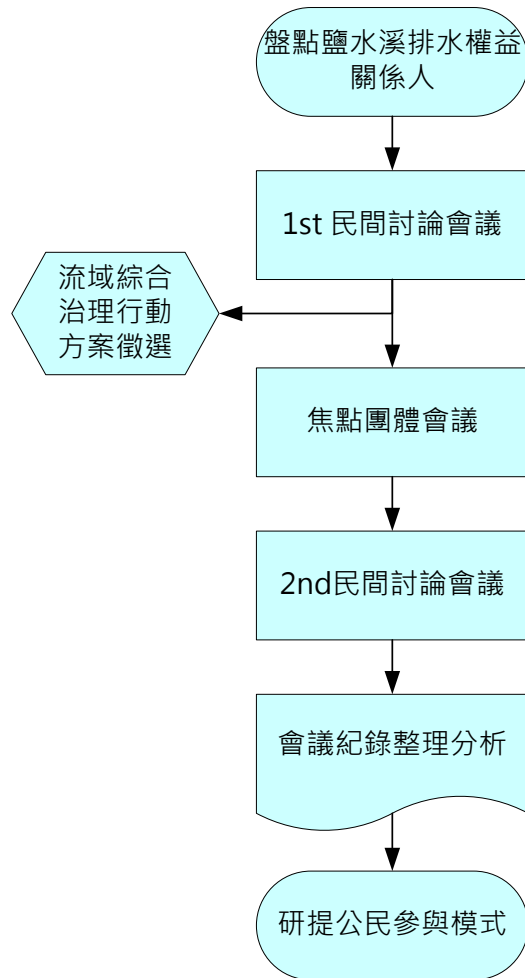 盤點鹽水溪排水權益
關係人
1st 民間討論會議
流域綜合
治理行動
方案徵選
焦點團體會議
2nd民間討論會議
會議紀錄整理分析
研提公民參與模式